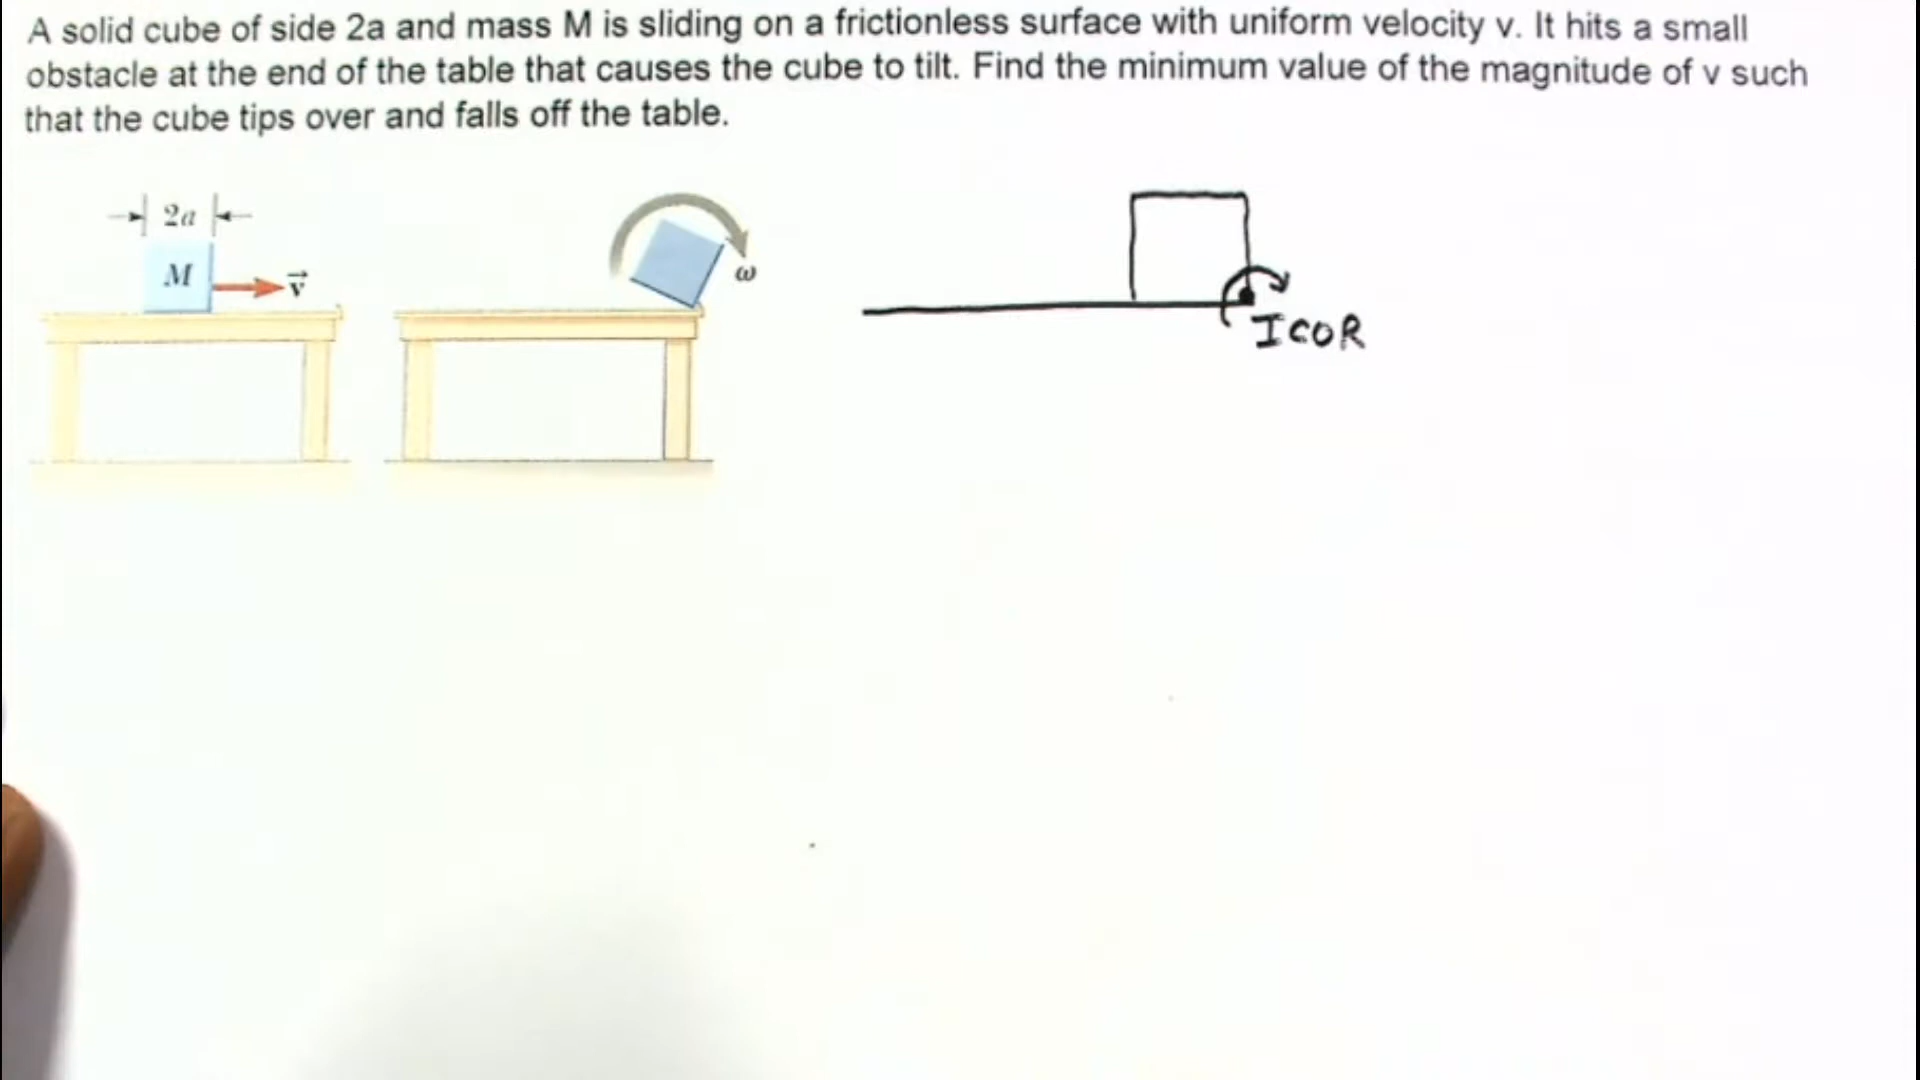 A solid cube of side 2a and mass M is sliding on a frictionless surface with uniform velocity v. It hits a small
obstacle at the end of the table that causes the cube to tilt. Find the minimum value of the magnitude of v such
that the cube tips over and falls off the table.
2a
M
v
ω
ICOR